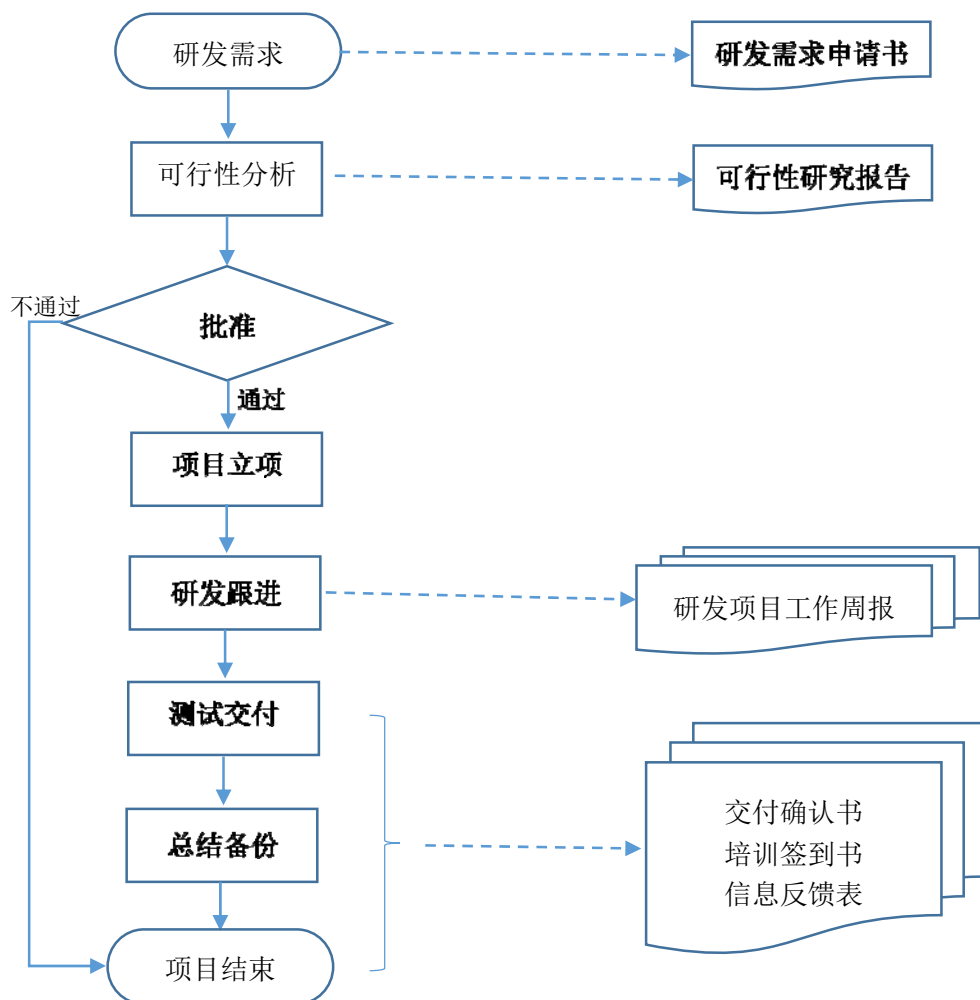 研发需求
研发需求申请书
可行性分析
可行性研究报告
不通过
批准
通过
项目立项
研发跟进
研发项目工作周报
测试交付
交付确认书
培训签到书
信息反馈表
总结备份
项目结束